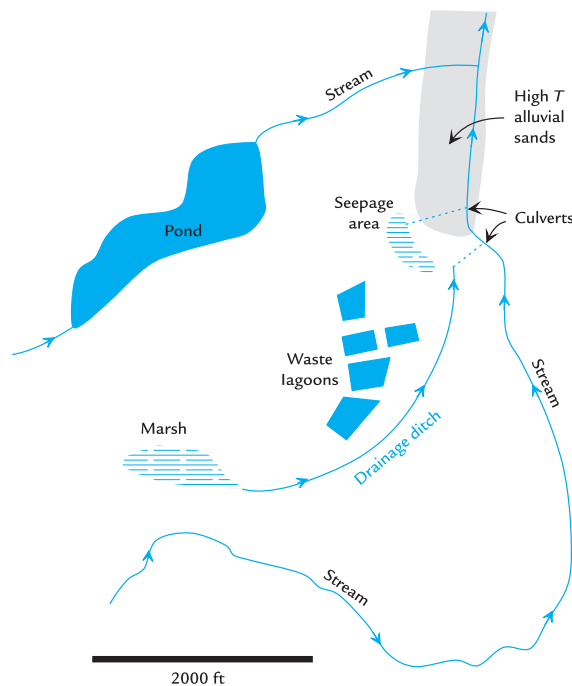 Stream
High T
alluvial
sands
Seepage
area
Culverts
Pond
Waste
lagoons
Stream
Marsh
Drainage ditch
Stream
2000 ft